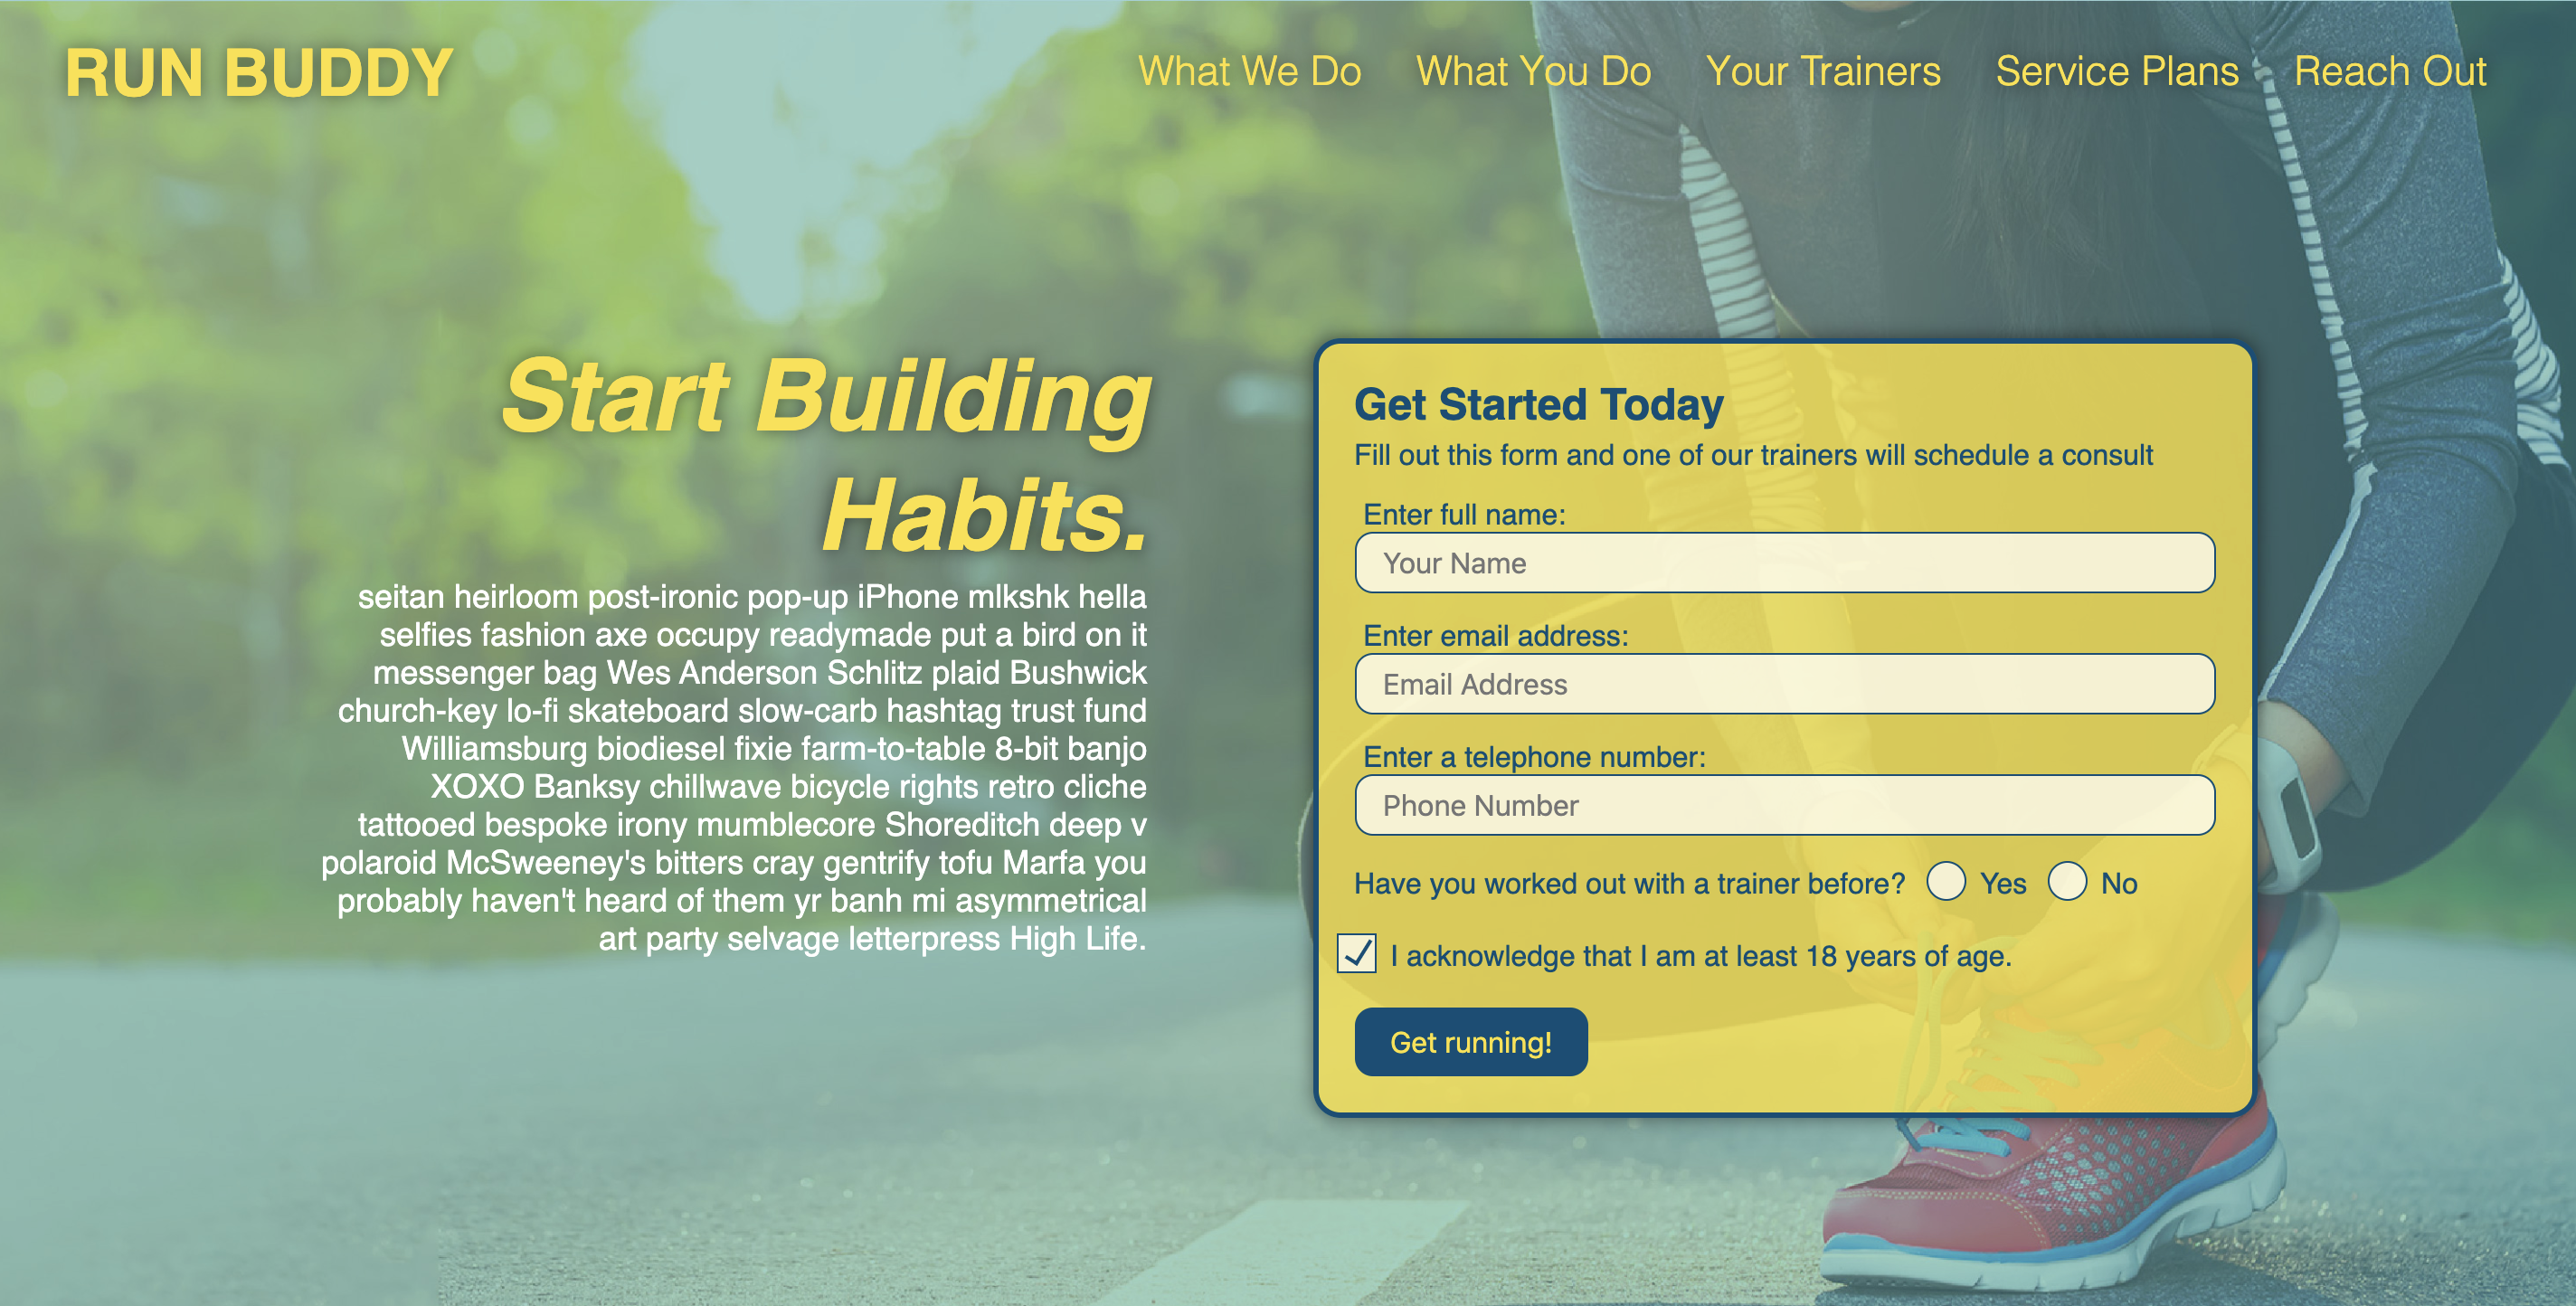 RUN BUDDY
What We Do
What You Do
Your Trainers
Service Plans
Reach Out
Start Building
Habits.
seitan heirloom post-ironic pop-up iPhone mlkshk hella
selfies fashion axe occupy readymade put a bird on it
messenger bag Wes Anderson Schlitz plaid Bushwick
church-key lo-fi skateboard slow-carb hashtag trust fund
Williamsburg biodiesel fixie farm-to-table 8-bit banjo
XOXO Banksy chillwave bicycle rights retro cliche
tattooed bespoke irony mumblecore Shoreditch deep v
polaroid McSweeney's bitters cray gentrify tofu Marfa you
probably haven't heard of them yr banh mi asymmetrical
art party selvage letterpress High Life.
Get Started Today
Fill out this form and one of our trainers will schedule a consult
Enter full name:
Your Name
Enter email address:
Email Address
Enter a telephone number:
Phone Number
Have you worked out with a trainer before? Yes No
I acknowledge that I am at least 18 years of age.
Get running!